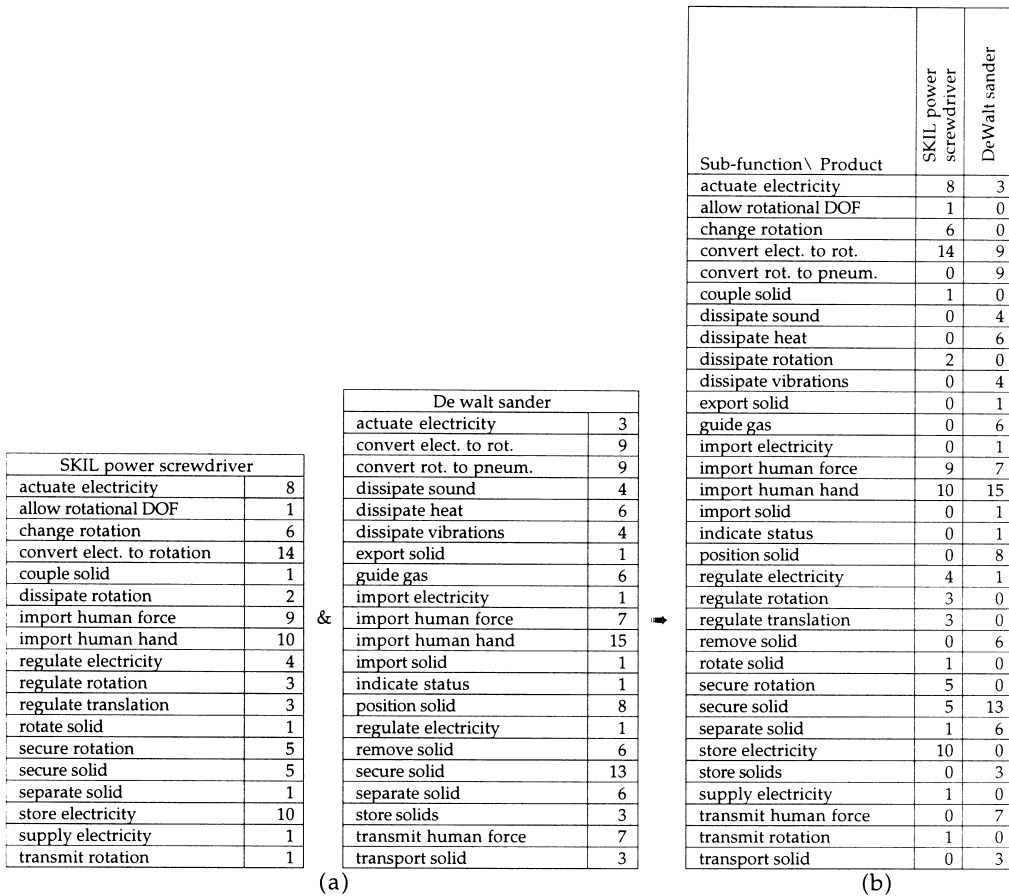 SKIL power screwdriver
actuate electricity 8
allow rotational DOF 1
change rotation 6
convert elect. to rotation 14
couple solid 1
dissipate rotation 2
import human force 9
import human hand 10
regulate electricity 4
regulate rotation 3
regulate translation 3
rotate solid 1
secure rotation 5
secure solid 5
separate solid 1
store electricity 10
supply electricity 1
transmit rotation 1
&
De walt sander
actuate electricity 3
convert elect. to rot. 9
convert rot. to pneum. 9
dissipate sound 4
dissipate heat 6
dissipate vibrations 4
export solid 1
guide gas 6
import electricity 1
import human force 7
import human hand 15
import solid 1
indicate status 1
position solid 8
regulate electricity 1
remove solid 6
secure solid 13
separate solid 6
store solids 3
transmit human force 7
transport solid 3
(a)
Sub-function\ Product SKIL power screwdriver DeWalt sander
actuate electricity 8 3
allow rotational DOF 1 0
change rotation 6 0
convert elect. to rot. 14 9
convert rot. to pneum. 0 9
couple solid 1 0
dissipate sound 0 4
dissipate heat 0 6
dissipate rotation 2 0
dissipate vibrations 0 4
export solid 0 1
guide gas 0 6
import electricity 0 1
import human force 9 7
import human hand 10 15
import solid 0 1
indicate status 0 1
position solid 0 8
regulate electricity 4 1
regulate rotation 3 0
regulate translation 3 0
remove solid 0 6
rotate solid 1 0
secure rotation 5 0
secure solid 5 13
separate solid 1 6
store electricity 10 0
store solids 0 3
supply electricity 1 0
transmit human force 0 7
transmit rotation 1 0
transport solid 0 3
(b)